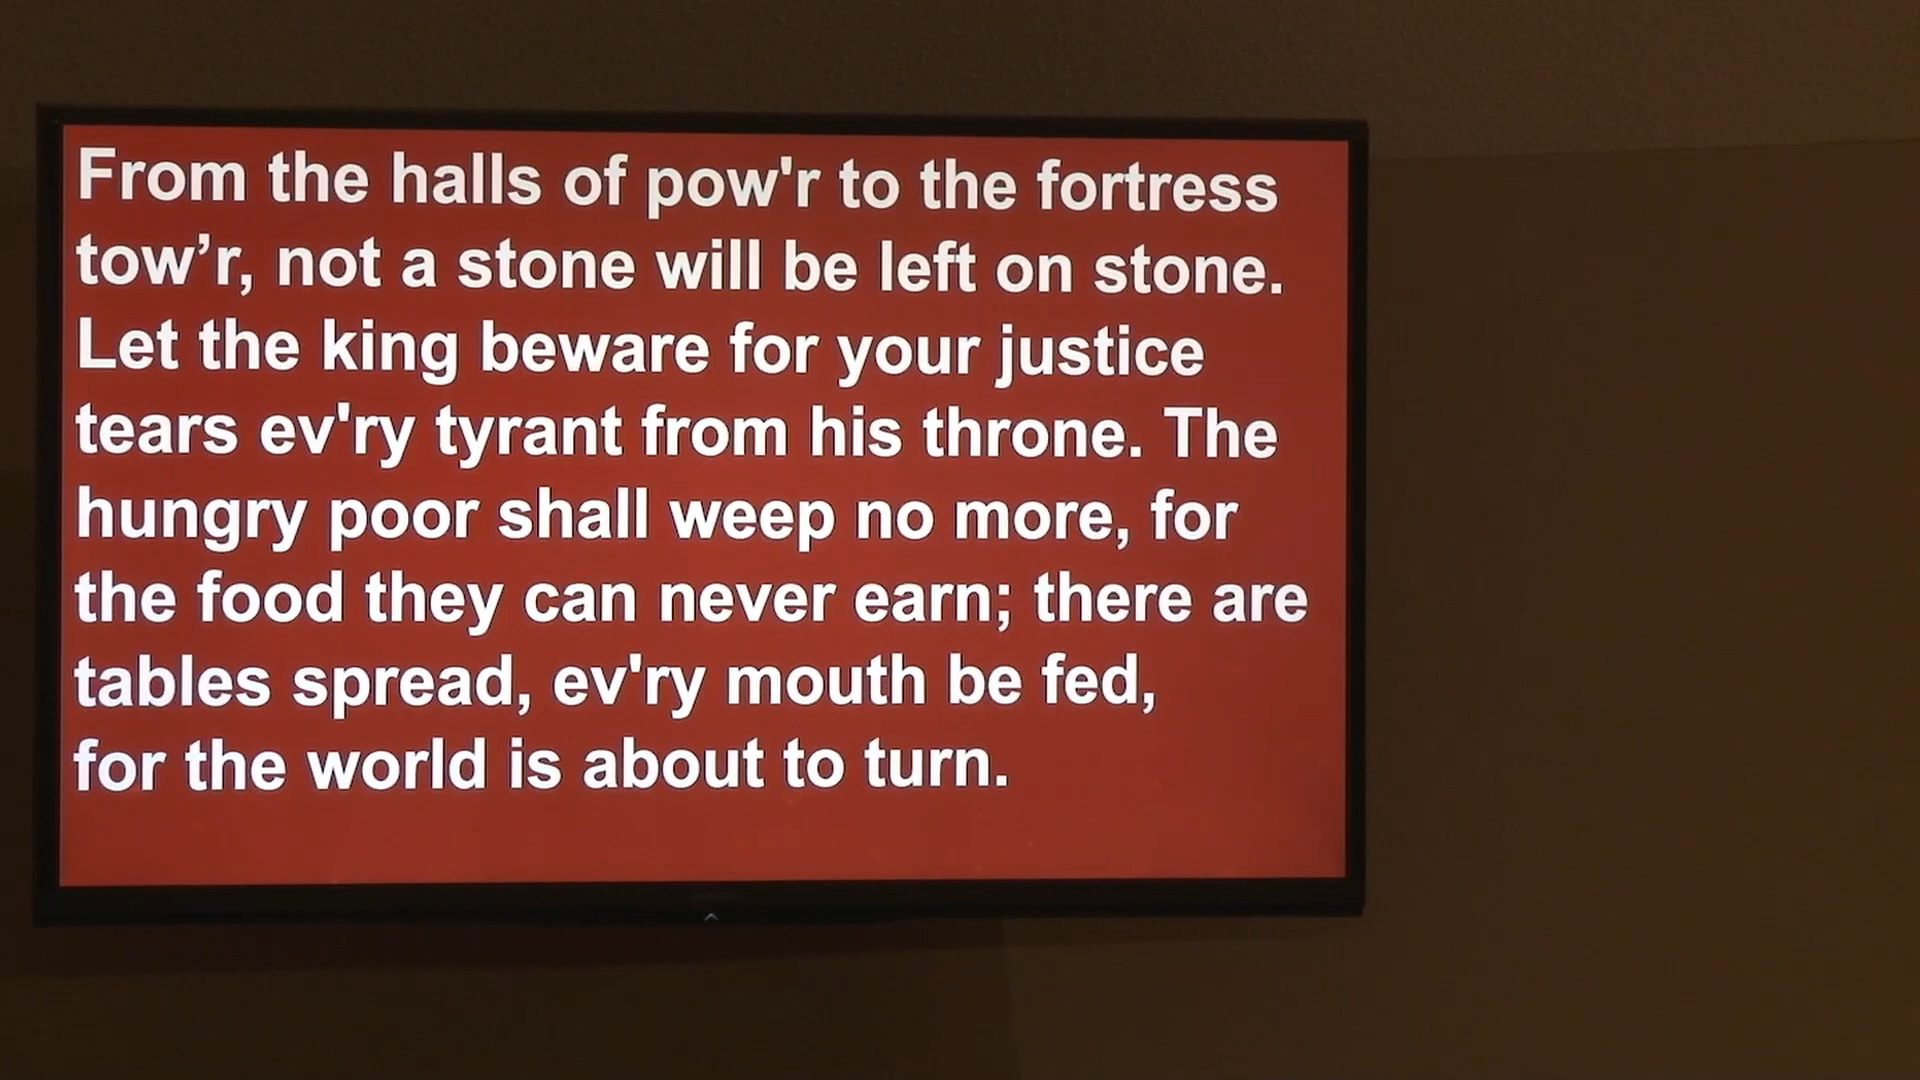 From the halls of pow'r to the fortress
tow’r, not a stone will be left on stone.
Let the king beware for your justice
tears ev'ry tyrant from his throne. The
hungry poor shall weep no more, for
the food they can never earn; there are
tables spread, ev'ry mouth be fed,
for the world is about to turn.